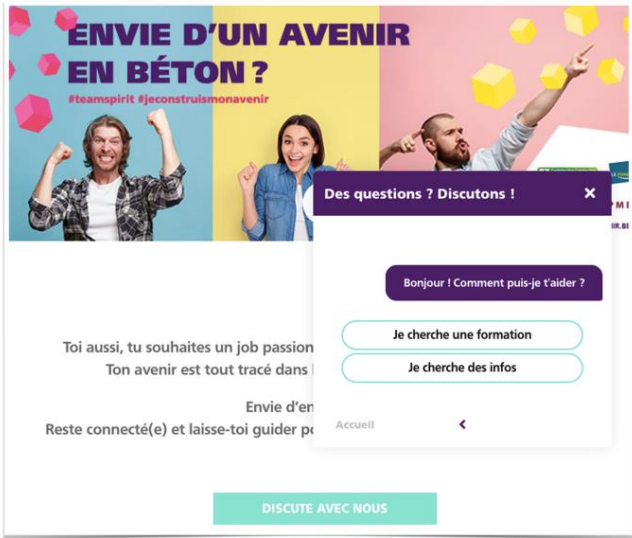 ENVIE D'UN AVENIR
EN BÉTON ?
#teamspirit #jeconstruismonavenir
Des questions ? Discutons ! ×
Bonjour ! Comment puis-je t'aider ?
Je cherche une formation
Je cherche des infos
Accueil
Toi aussi, tu souhaites un job passion
Ton avenir est tout tracé dans
Envie d'en
Reste connecté(e) et laisse-toi guider
DISCUTE AVEC NOUS